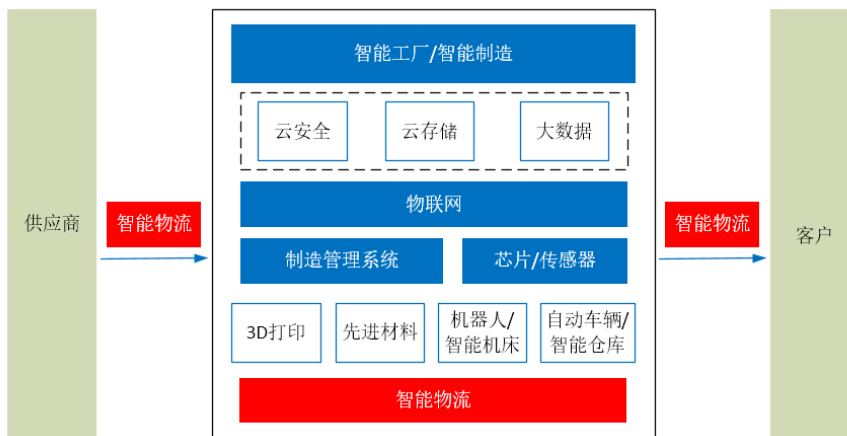 智能工厂/智能制造
云安全
云存储
大数据
物联网
供应商
智能物流
智能物流
客户
制造管理系统
芯片/传感器
3D打印
先进材料
机器人/
智能机床
自动车辆/
智能仓库
智能物流